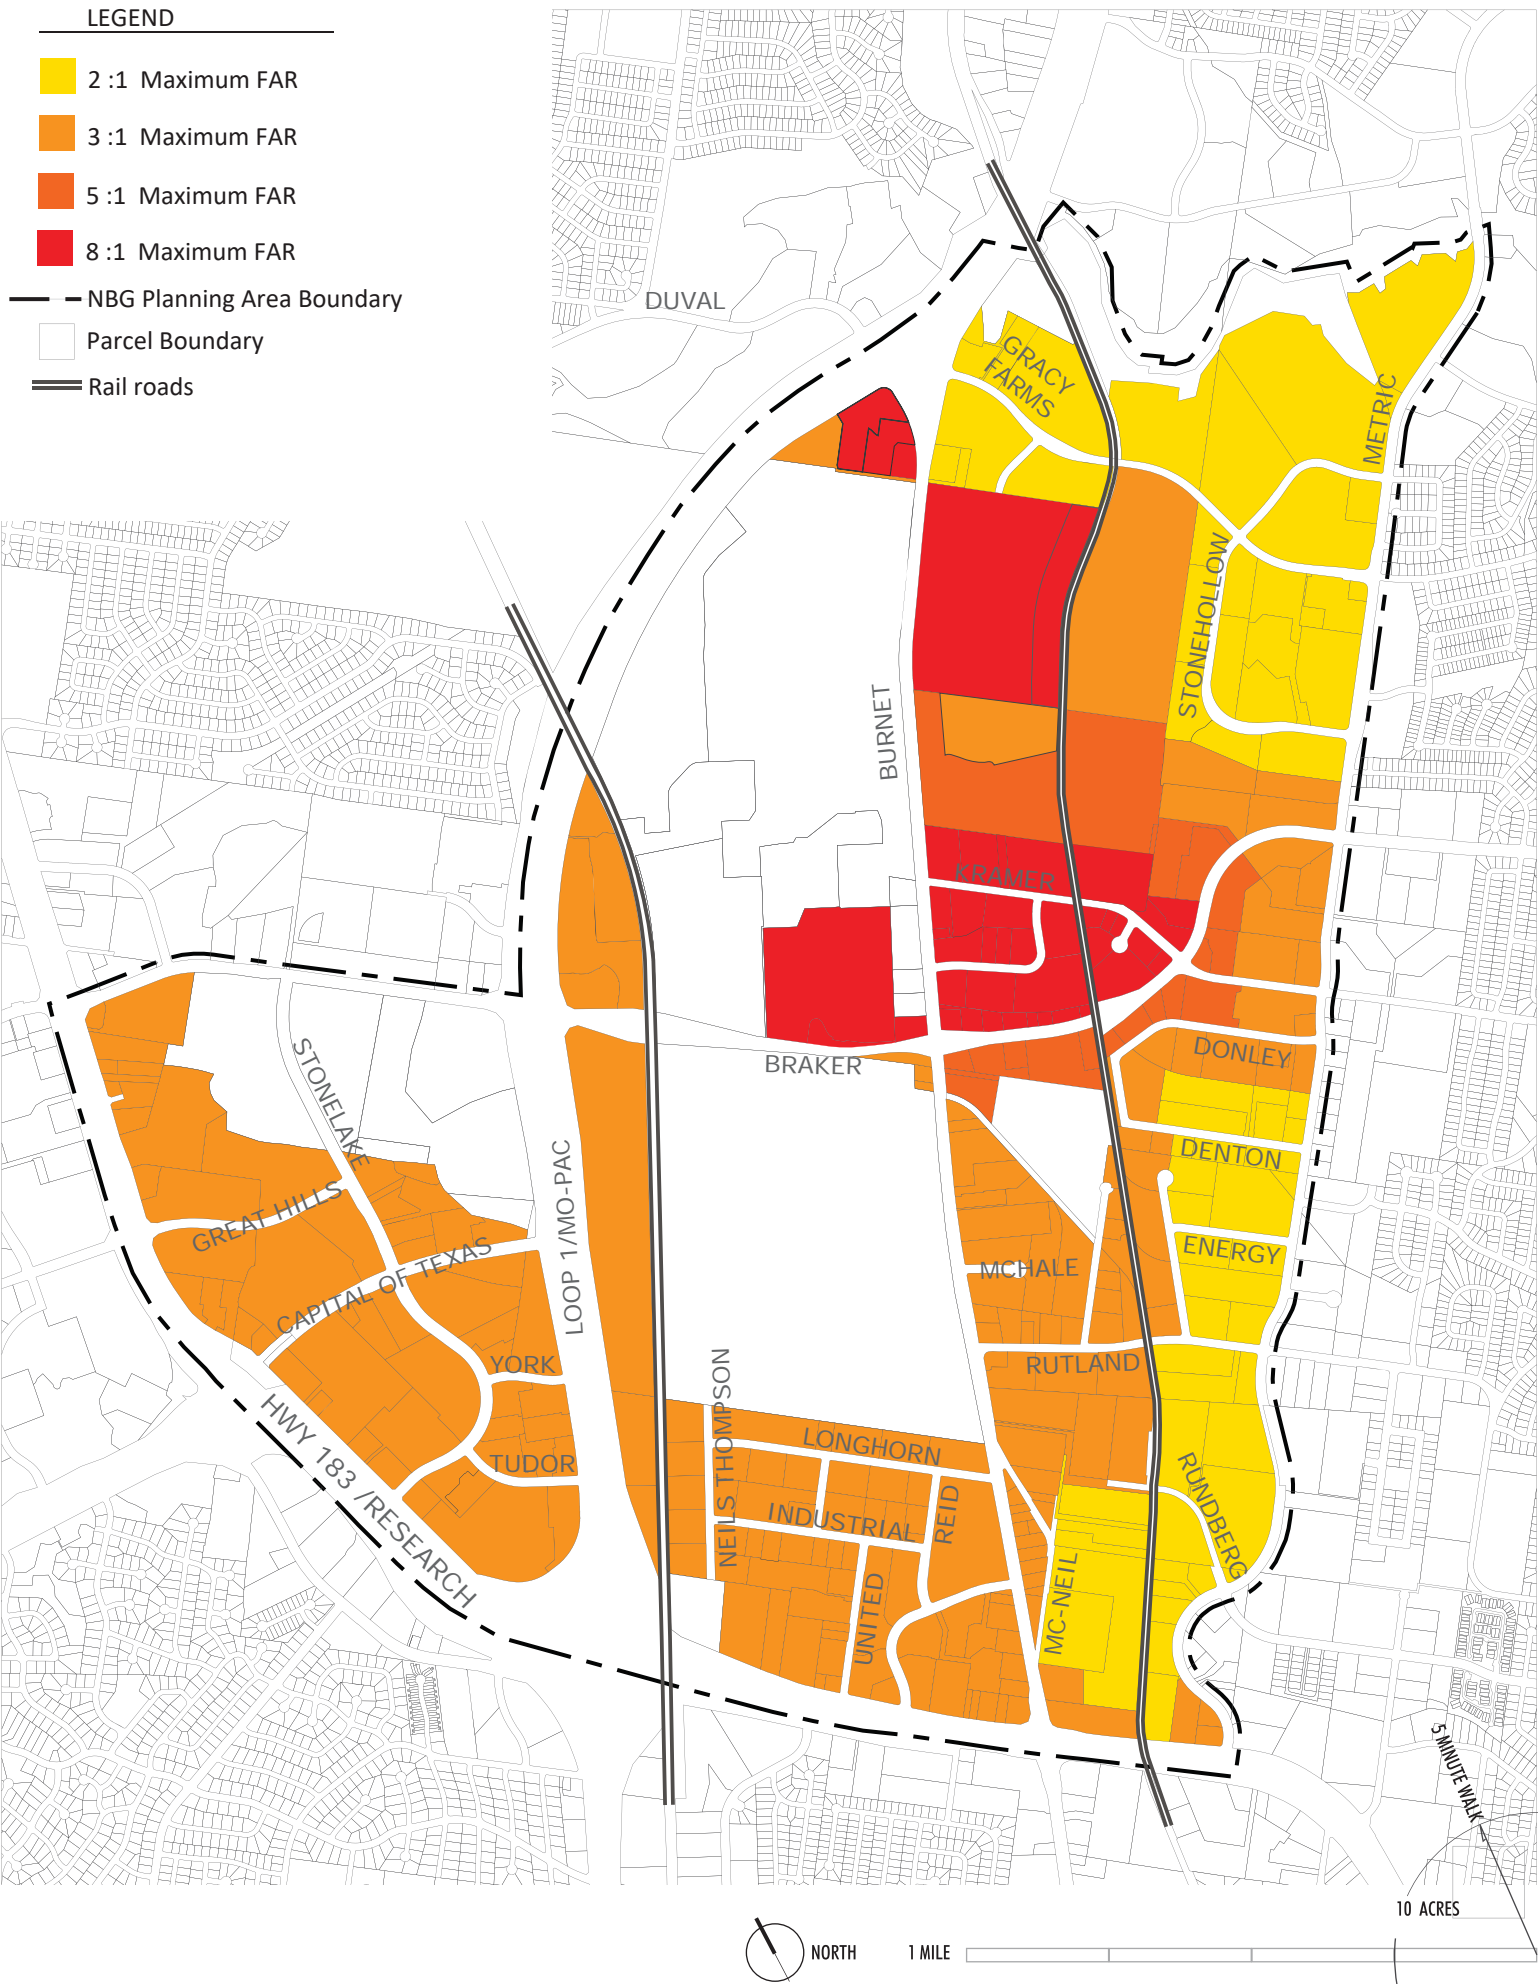 LEGEND
2 :1 Maximum FAR
3 :1 Maximum FAR
5 :1 Maximum FAR
8 :1 Maximum FAR
NBG Planning Area Boundary
Parcel Boundary
Rail roads
DUVAL
GRACY
FARMS
METRIC
STONEHOLLOW
BURNET
KRAMER
BRAKER
DONLEY
STONELAKE
DENTON
GREAT HILLS
LOOP 1/MO-PAC
ENERGY
CAPITAL OF TEXAS
MCHALE
YORK
RUTLAND
HWY 183 /RESEARCH
NEILS THOMPSON
LONGHORN
TUDOR
RUNDBERG
REID
INDUSTRIAL
UNITED
MC-NEIL
5 MINUTE WALK
10 ACRES
NORTH
1 MILE